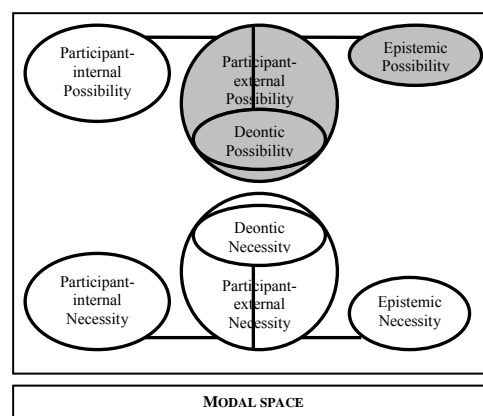 Participant-
internal
Possibility
Participant-
external
Possibility
Deontic
Possibility
Epistemic
Possibility
Deontic
Necessity
Participant-
internal
Necessity
Participant-
external
Necessity
Epistemic
Necessity
MODAL SPACE